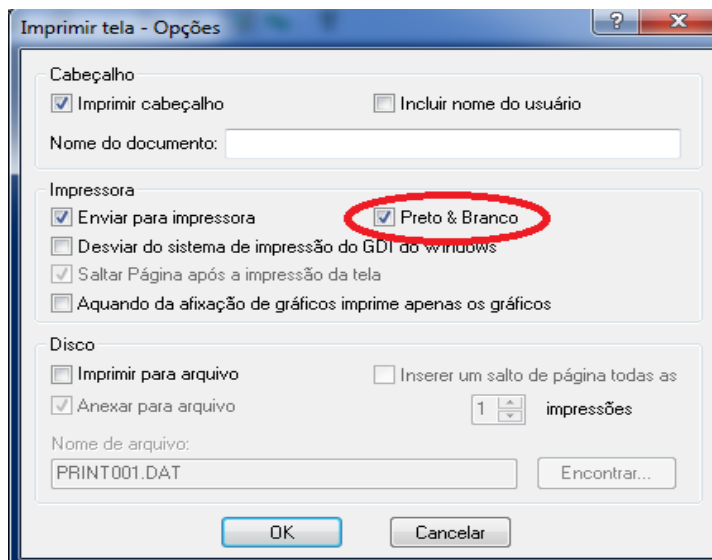 Imprimir tela - Opções
Cabeçalho
Imprimir cabeçalho Incluir nome do usuário
Nome do documento:
Impressora
Enviar para impressora Preto & Branco
Desviar do sistema de impressão do GDI do Windows
Saltar Página após a impressão da tela
Aquando da afixação de gráficos imprime apenas os gráficos
Disco
Imprimir para arquivo Inserer um salto de página todas as
Anexar para arquivo 1 impressões
Nome de arquivo:
PRINT001.DAT Encontrar...
OK Cancelar